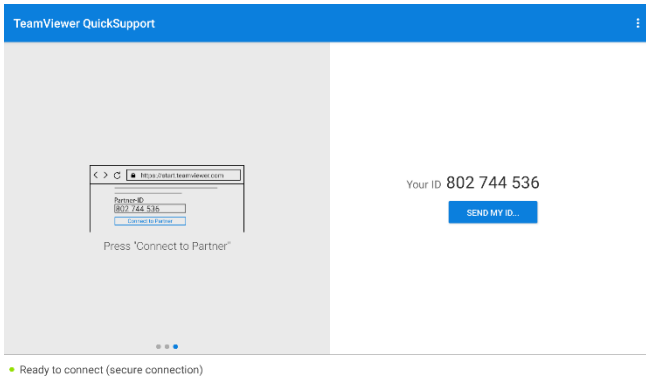 TeamViewer QuickSupport
https://start.teamviewer.com
Partner-ID
802 744 536
Connect to Partner
Press "Connect to Partner"
Your ID 802 744 536
SEND MY ID...
Ready to connect (secure connection)